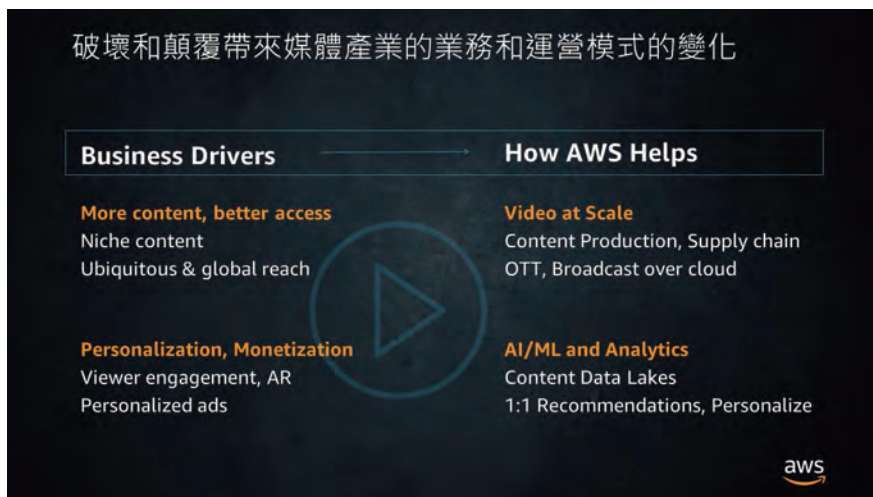 破壞和顛覆帶來媒體產業的業務和運營模式的變化
Business Drivers
How AWS Helps
More content, better access
Niche content
Ubiquitous & global reach
Video at Scale
Content Production, Supply chain
OTT, Broadcast over cloud
Personalization, Monetization
Viewer engagement, AR
Personalized ads
AI/ML and Analytics
Content Data Lakes
1:1 Recommendations, Personalize
aws